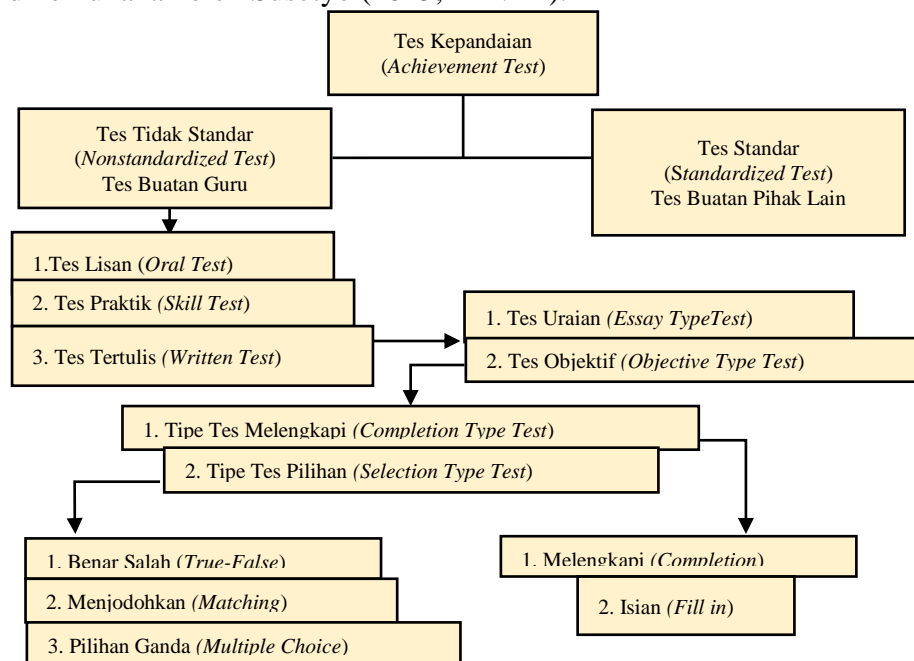 Tes Kepandaian
(Achievement Test)
Tes Tidak Standar
(Nonstandardized Test)
Tes Buatan Guru
Tes Standar
(Standardized Test)
Tes Buatan Pihak Lain
1.Tes Lisan (Oral Test)
2. Tes Praktik (Skill Test)
3. Tes Tertulis (Written Test)
1. Tes Uraian (Essay TypeTest)
2. Tes Objektif (Objective Type Test)
1. Tipe Tes Melengkapi (Completion Type Test)
2. Tipe Tes Pilihan (Selection Type Test)
1. Benar Salah (True-False)
2. Menjodohkan (Matching)
3. Pilihan Ganda (Multiple Choice)
1. Melengkapi (Completion)
2. Isian (Fill in)